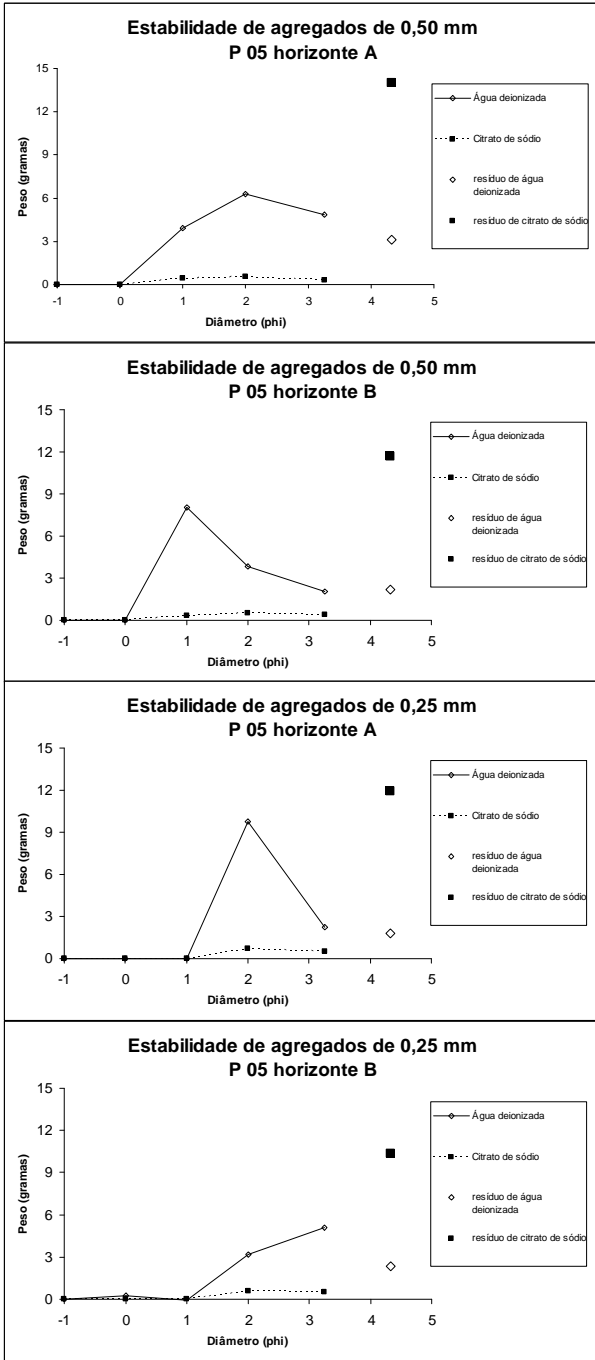 Estabilidade de agregados de 0,50 mm
P 05 horizonte A
Peso (gramas)
15
12
9
6
3
0
-1 0 1 2 3 4 5
Diâmetro (phi)
Água deionizada
Citrato de sódio
resíduo de água
deionizada
resíduo de citrato de sódio
Estabilidade de agregados de 0,50 mm
P 05 horizonte B
Peso (gramas)
15
12
9
6
3
0
-1 0 1 2 3 4 5
Diâmetro (phi)
Água deionizada
Citrato de sódio
resíduo de água
deionizada
resíduo de citrato de sódio
Estabilidade de agregados de 0,25 mm
P 05 horizonte A
Peso (gramas)
15
12
9
6
3
0
-1 0 1 2 3 4 5
Diâmetro (phi)
Água deionizada
Citrato de sódio
resíduo de água
deionizada
resíduo de citrato de sódio
Estabilidade de agregados de 0,25 mm
P 05 horizonte B
Peso (gramas)
15
12
9
6
3
0
-1 0 1 2 3 4 5
Diâmetro (phi)
Água deionizada
Citrato de sódio
resíduo de água
deionizada
resíduo de citrato de sódio